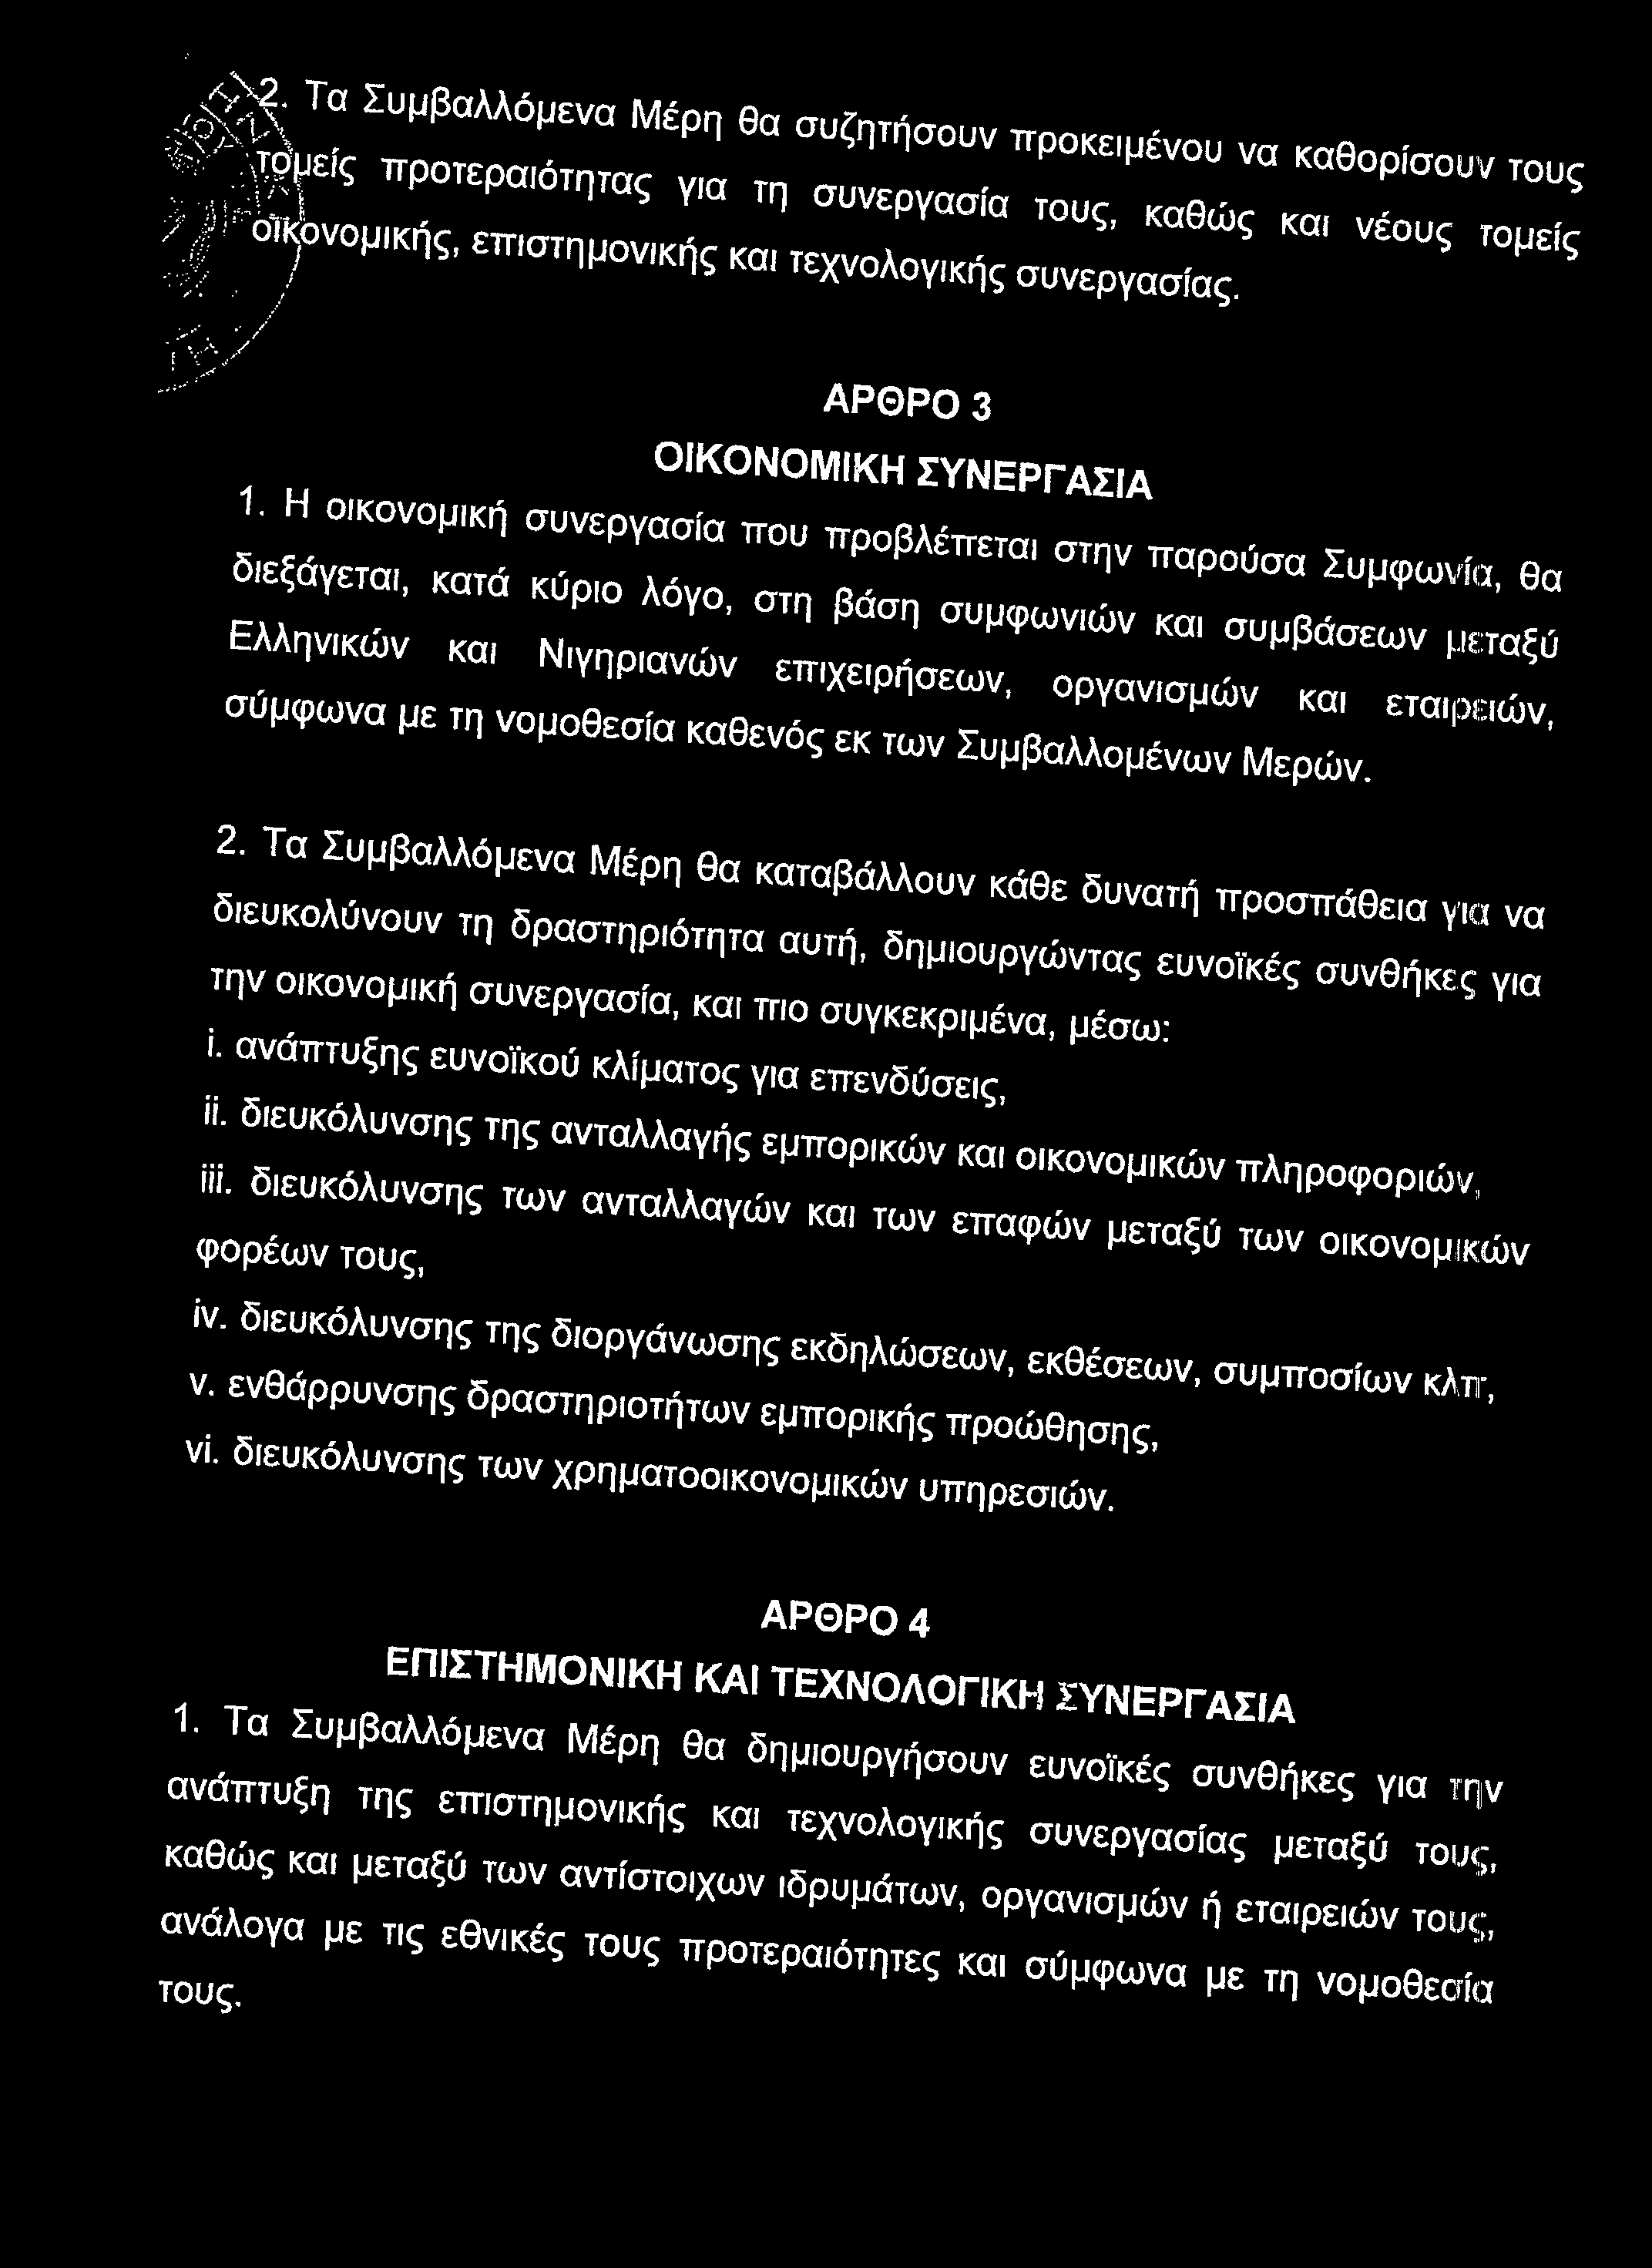 2. Τα Συμβαλλόμενα Μέρη θα συζητήσουν προκειμένου να καθορίσουν τους
τομείς προτεραιότητας για τη συνεργασία τους, καθώς και νέους τομείς
οικονομικής, επιστημονικής και τεχνολογικής συνεργασίας.
ΑΡΘΡΟ 3
ΟΙΚΟΝΟΜΙΚΗ ΣΥΝΕΡΓΑΣΙΑ
1. Η οικονομική συνεργασία που προβλέπεται στην παρούσα Συμφωνία, θα
διεξάγεται, κατά κύριο λόγο, στη βάση συμφωνιών και συμβάσεων μεταξύ
Ελληνικών και Νιγηριανών επιχειρήσεων, οργανισμών και εταιρειών,
σύμφωνα με τη νομοθεσία καθενός εκ των Συμβαλλομένων Μερών.
2. Τα Συμβαλλόμενα Μέρη θα καταβάλλουν κάθε δυνατή προσπάθεια για να
διευκολύνουν τη δραστηριότητα αυτή, δημιουργώντας ευνοϊκές συνθήκες για
την οικονομική συνεργασία, και πιο συγκεκριμένα, μέσω:
i. ανάπτυξης ευνοϊκού κλίματος για επενδύσεις,
ii. διευκόλυνσης της ανταλλαγής εμπορικών και οικονομικών πληροφοριών,
iii. διευκόλυνσης των ανταλλαγών και των επαφών μεταξύ των οικονομικών
φορέων τους,
iv. διευκόλυνσης της διοργάνωσης εκδηλώσεων, εκθέσεων, συμποσίων κλπ,
v. ενθάρρυνσης δραστηριοτήτων εμπορικής προώθησης,
vi. διευκόλυνσης των χρηματοοικονομικών υπηρεσιών.
ΑΡΘΡΟ 4
ΕΠΙΣΤΗΜΟΝΙΚΗ ΚΑΙ ΤΕΧΝΟΛΟΓΙΚΗ ΣΥΝΕΡΓΑΣΙΑ
1. Τα Συμβαλλόμενα Μέρη θα δημιουργήσουν ευνοϊκές συνθήκες για την
ανάπτυξη της επιστημονικής και τεχνολογικής συνεργασίας μεταξύ τους,
καθώς και μεταξύ των αντίστοιχων ιδρυμάτων, οργανισμών ή εταιρειών τους,
ανάλογα με τις εθνικές τους προτεραιότητες και σύμφωνα με τη νομοθεσία
τους.